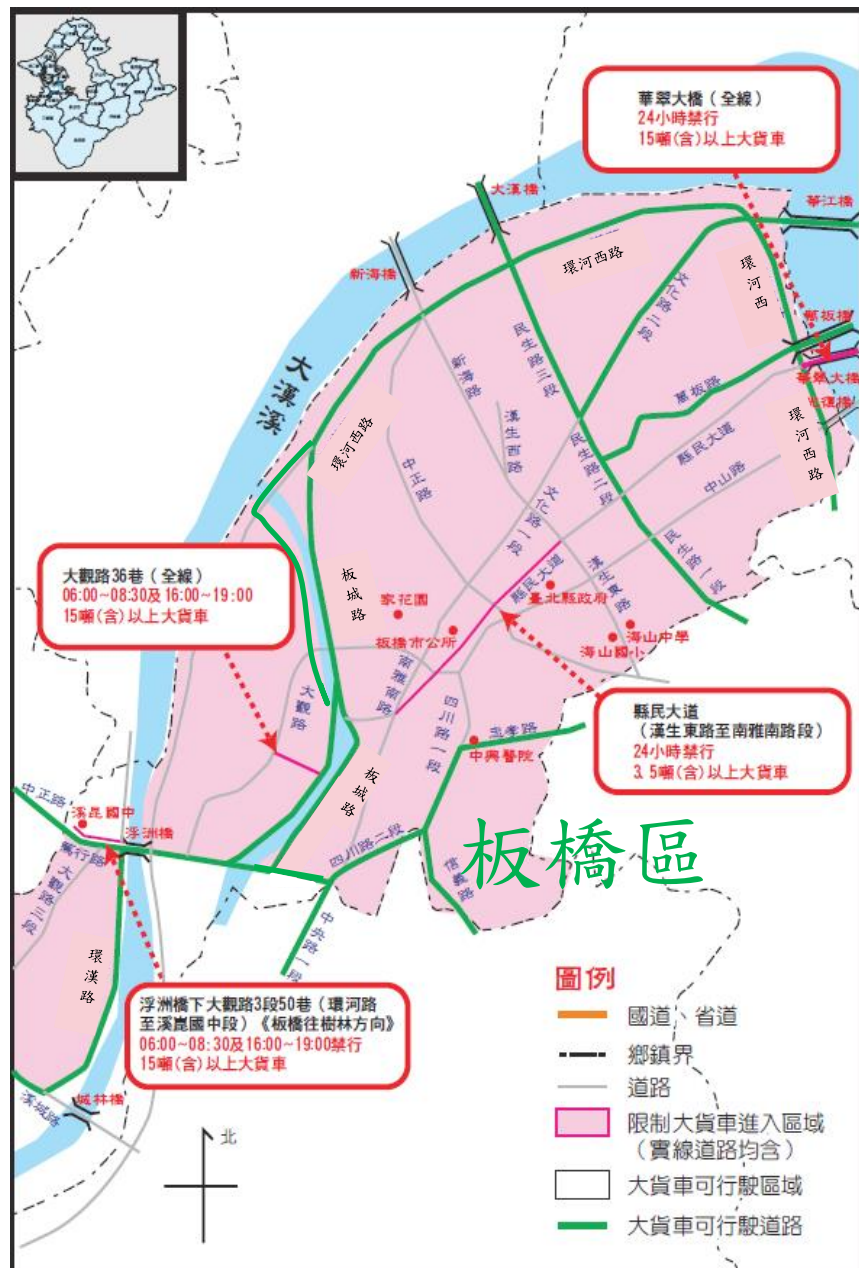 華翠大橋(全線)
24小時禁行
15噸(含)以上大貨車
大漢橋
華江橋
新海橋
環河西路
環河西
文化路二段
萬板橋
大漢溪
民生路三段
新海路
華翠大橋
光復橋
萬板路
漢生西路
環河西路
環河西路
中正路
縣民大道
民生路二段
中山路
文化路一段
大觀路36巷(全線)
06:00~08:30及16:00~19:00
15噸(含)以上大貨車
板城路
家花園
縣民大道
臺北縣政府
漢生東路
民生路一段
板橋市公所
海山中學
海山國小
南雅南路
大觀路
四川路一段
忠孝路
中興醫院
縣民大道
(漢生東路至南雅南路段)
24小時禁行
3.5噸(含)以上大貨車
板城路
中正路
溪崑國中
浮洲橋
四川路二段
板橋區
信義路
大觀路三段
中央路一段
環漢路
浮洲橋下大觀路3段50巷(環河路
至溪崑國中段)《板橋往樹林方向》
06:00~08:30及16:00~19:00禁行
15噸(含)以上大貨車
溪城路
城林橋
北
圖例
國道、省道
鄉鎮界
道路
限制大貨車進入區域
(實線道路均含)
大貨車可行駛區域
大貨車可行駛道路